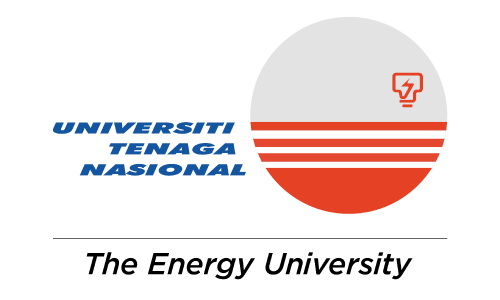 UNIVERSITI
TENAGA
NASIONAL
The Energy University